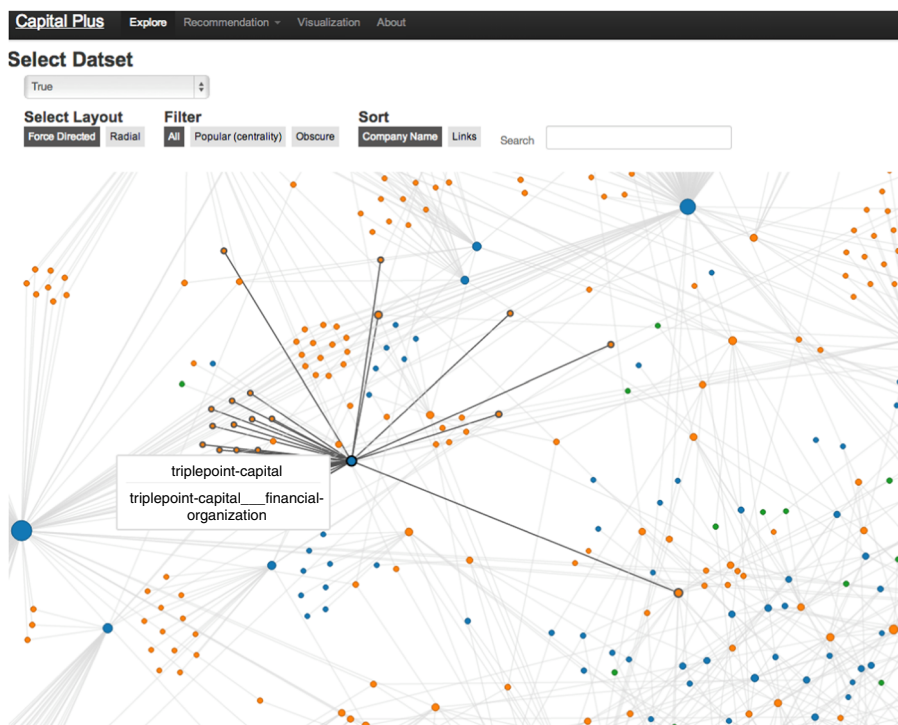 Capital Plus Explore Recommendation Visualization About
Select Datset
True
Select Layout Filter Sort
Force Directed Radial All Popular (centrality) Obscure Company Name Links Search
triplepoint-capital
triplepoint-capital___financial-
organization